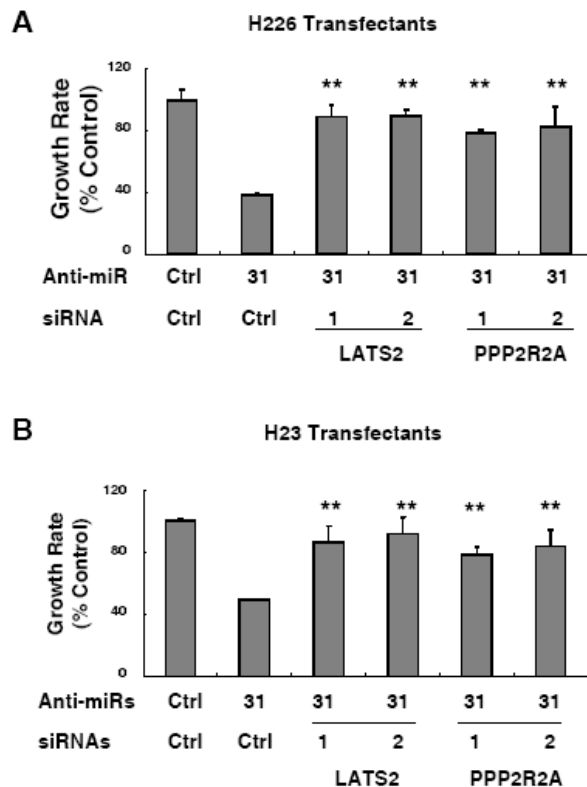 A
H226 Transfectants
** ** ** **
Growth Rate
(% Control)
120
80
40
0
Anti-miR Ctrl 31 31 31 31 31
siRNA Ctrl Ctrl 1 2 1 2
LATS2 PPP2R2A
B
H23 Transfectants
** ** ** **
Growth Rate
(% Control)
120
80
40
0
Anti-miRs Ctrl 31 31 31 31 31
siRNAs Ctrl Ctrl 1 2 1 2
LATS2 PPP2R2A